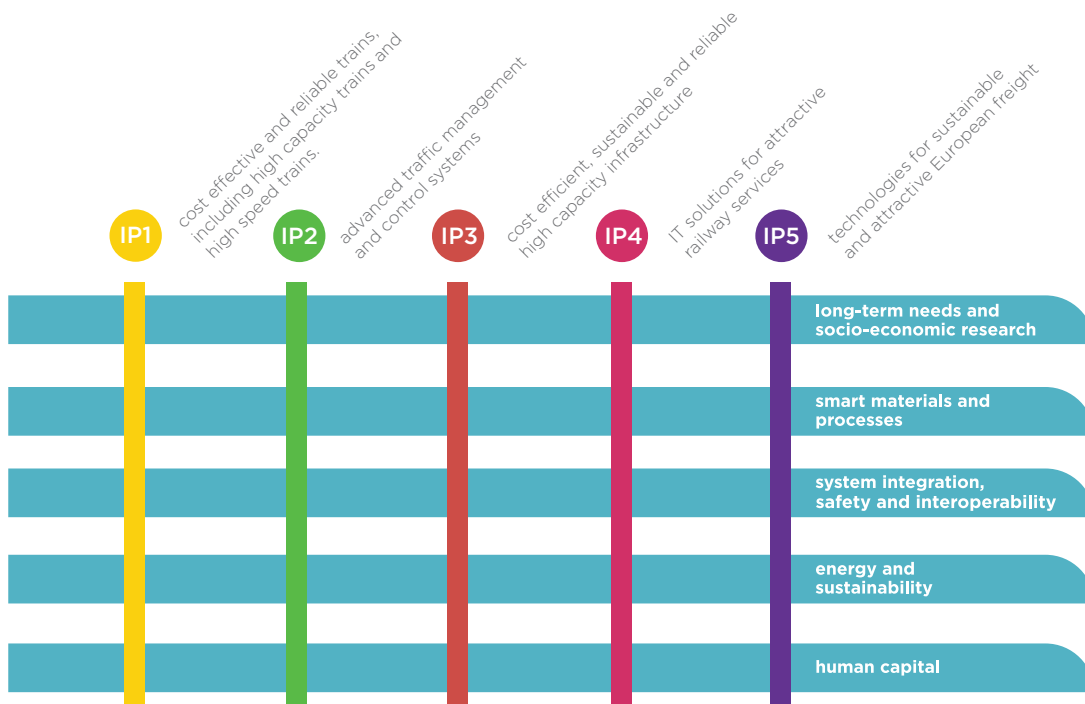 IP1
cost effective and reliable trains,
including high capacity trains and
high speed trains.
IP2
advanced traffic management
and control systems
IP3
cost efficient, sustainable and reliable
high capacity infrastructure
IP4
IT solutions for attractive
railway services
IP5
technologies for sustainable
and attractive European freight
long-term needs and
socio-economic research
smart materials and
processes
system integration,
safety and interoperability
energy and
sustainability
human capital